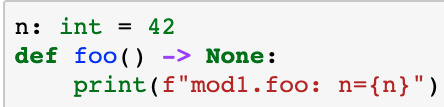 n: int = 42
def foo() -> None:
    print(f"mod1.foo: n={n}")